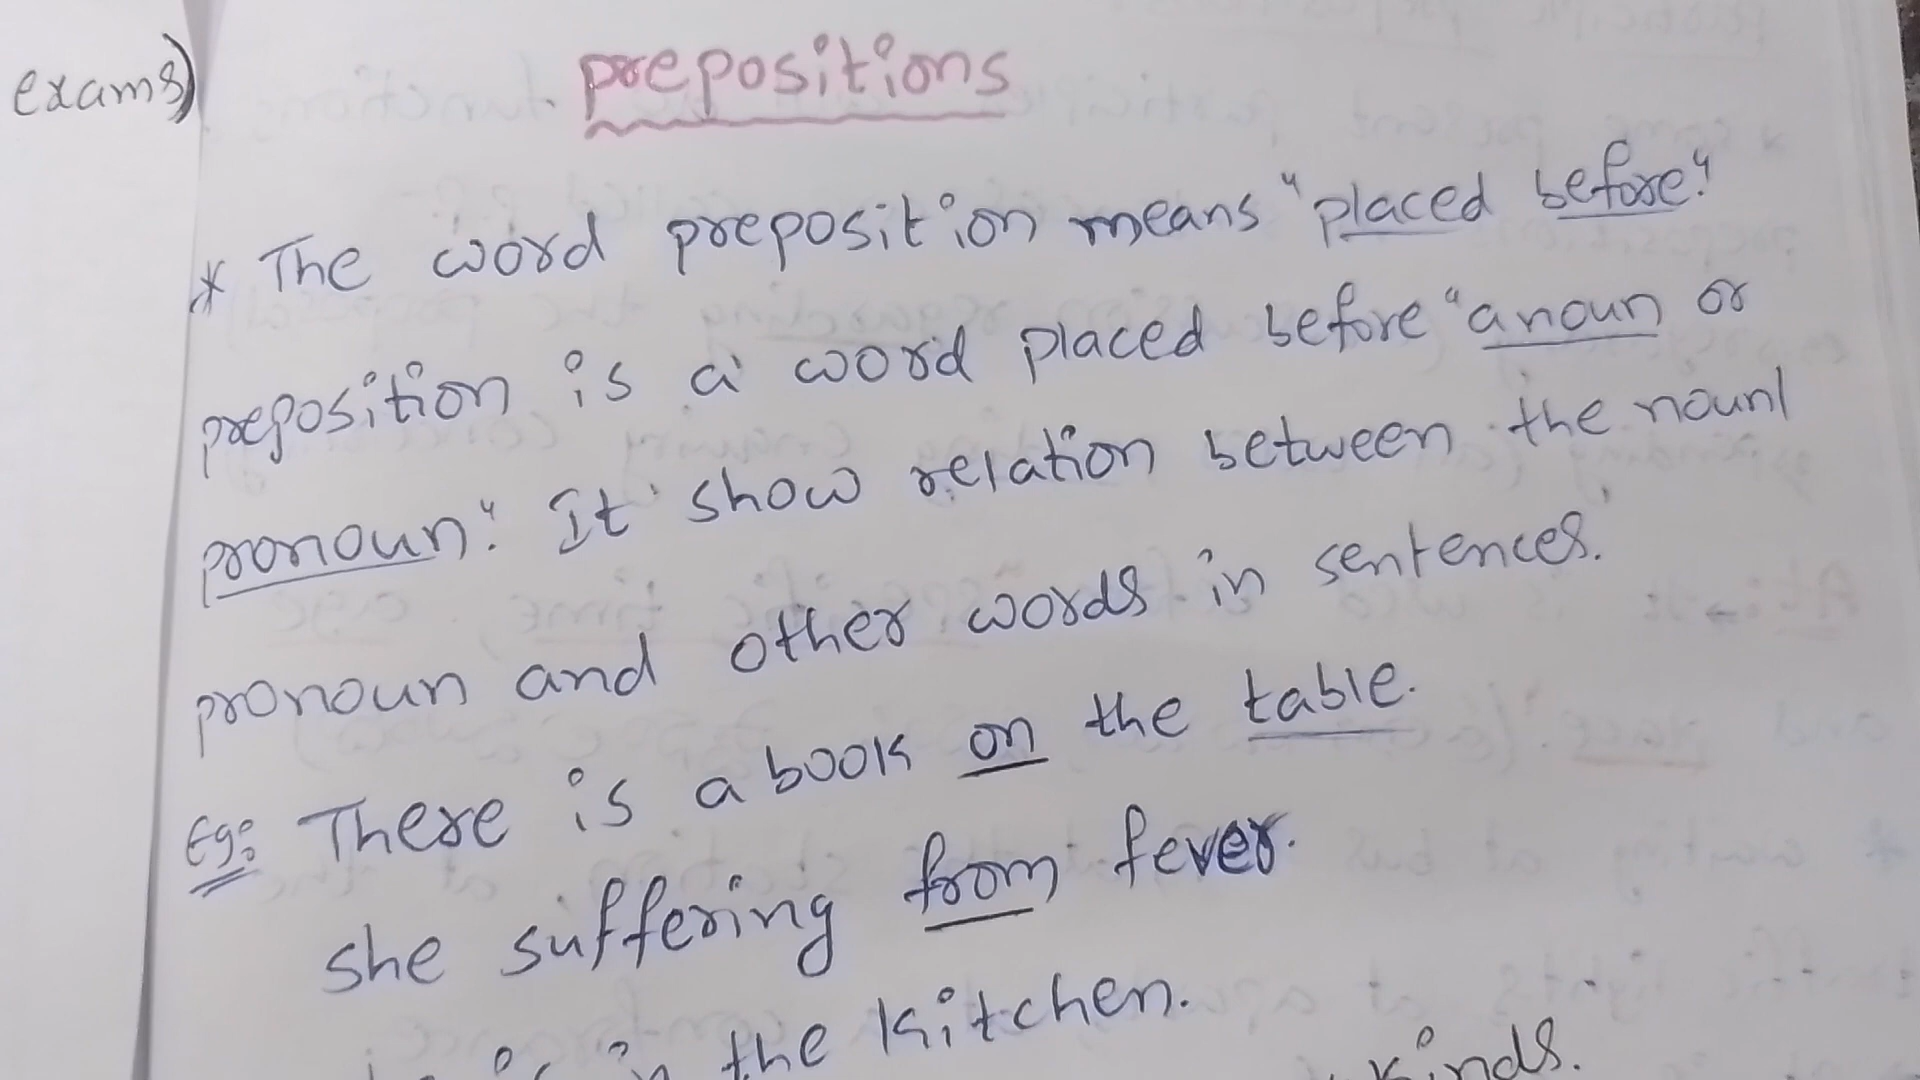 exams)
prepositions
* The word preposition means "placed before."
preposition is a word placed before "a noun or
pronoun". It show relation between the noun/
pronoun and other words in sentences.
Eg: There is a book on the table.
she suffering from fever.
is in the kitchen.
kinds.